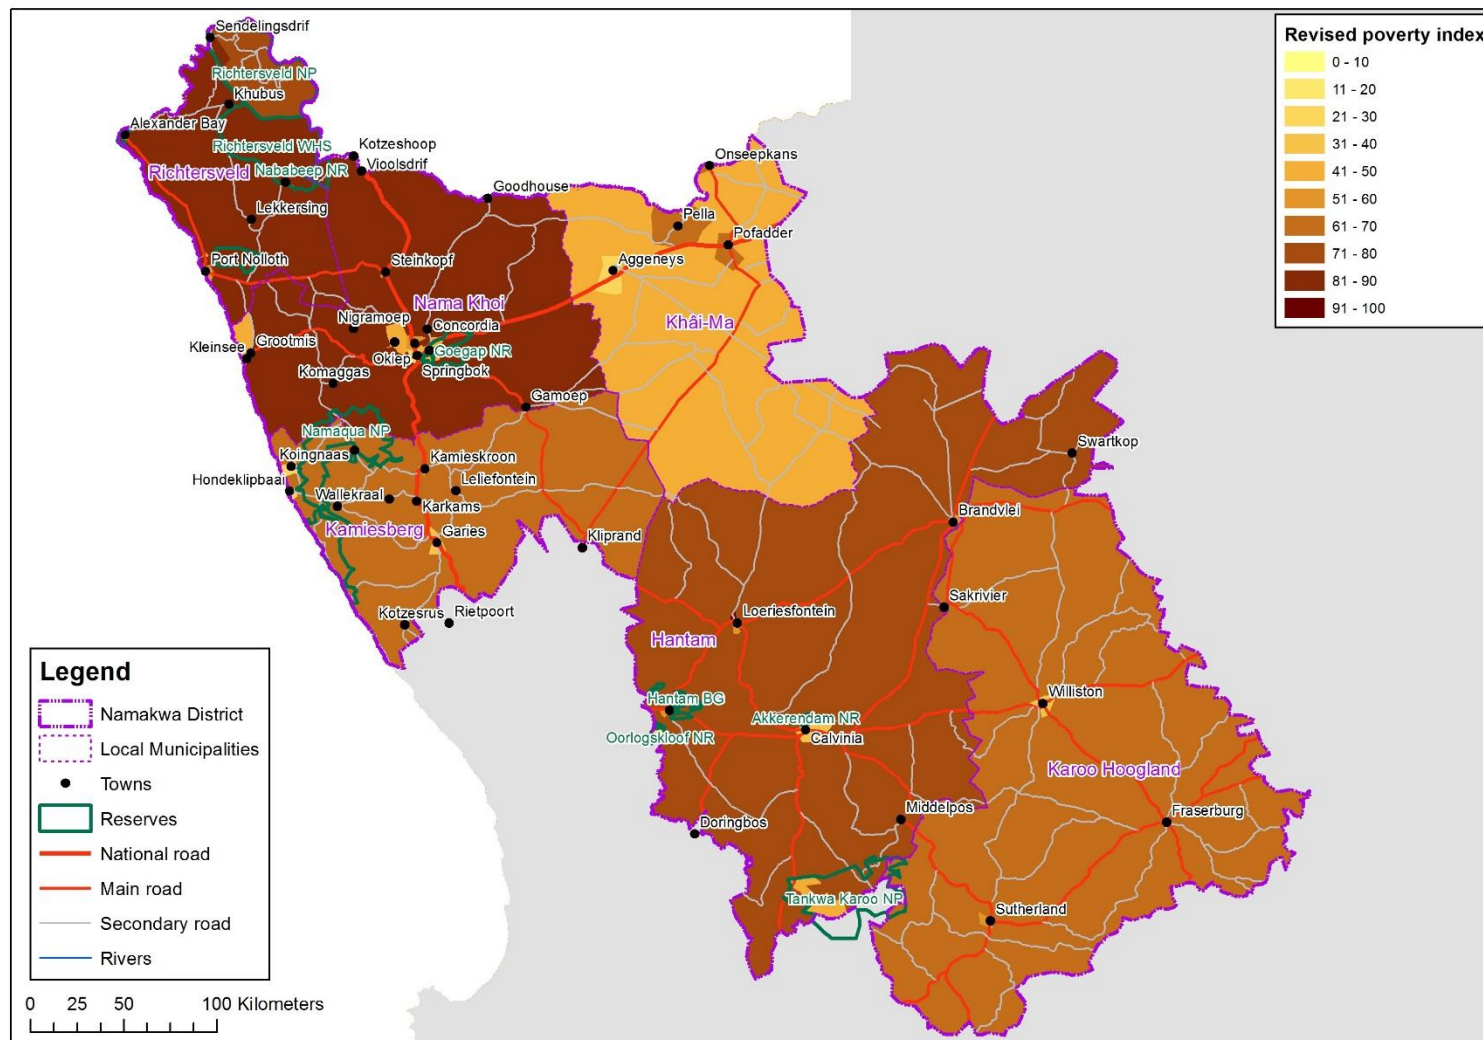 Sendelingsdrif
Richtersveld NP
Khubus
Alexander Bay
Richtersveld WHS
Kotzeshoop
Vioolsdrif
Richtersveld
Nababeep NR
Goodhouse
Onseepkans
Lekkersing
Pella
Pofadder
Port Nolloth
Steinkopf
Aggeneys
Nama Khoi
Khâi-Ma
Nigramoep
Concordia
Kleinsee
Grootmis
Okiep
Goegap NR
Springbok
Komaggas
Gamoep
Namaqua NP
Koingnaas
Kamieskroon
Hondeklipbaai
Wallekraal
Leliefontein
Karkams
Kamiesberg
Garies
Kliprand
Kotzesrus
Rietpoort
Swartkop
Brandvlei
Sakrivier
Loeriesfontein
Hantam
Hantam BG
Akkerendam NR
Oorlogskloof NR
Calvinia
Williston
Karoo Hoogland
Middelpos
Fraserburg
Doringbos
Tankwa Karoo NP
Sutherland
Revised poverty index
0 - 10
11 - 20
21 - 30
31 - 40
41 - 50
51 - 60
61 - 70
71 - 80
81 - 90
91 - 100
Legend
Namakwa District
Local Municipalities
Towns
Reserves
National road
Main road
Secondary road
Rivers
0 25 50 100 Kilometers